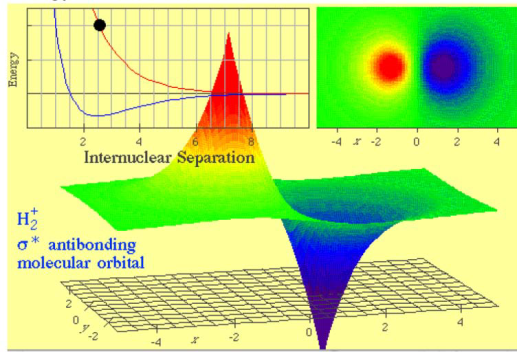 Energy
2 4 6 8
Internuclear Separation
-4 x -2 0 2 4
H₂⁺
σ* antibonding
molecular orbital
2
0
y
-2
-4
-2
x
0
2
4